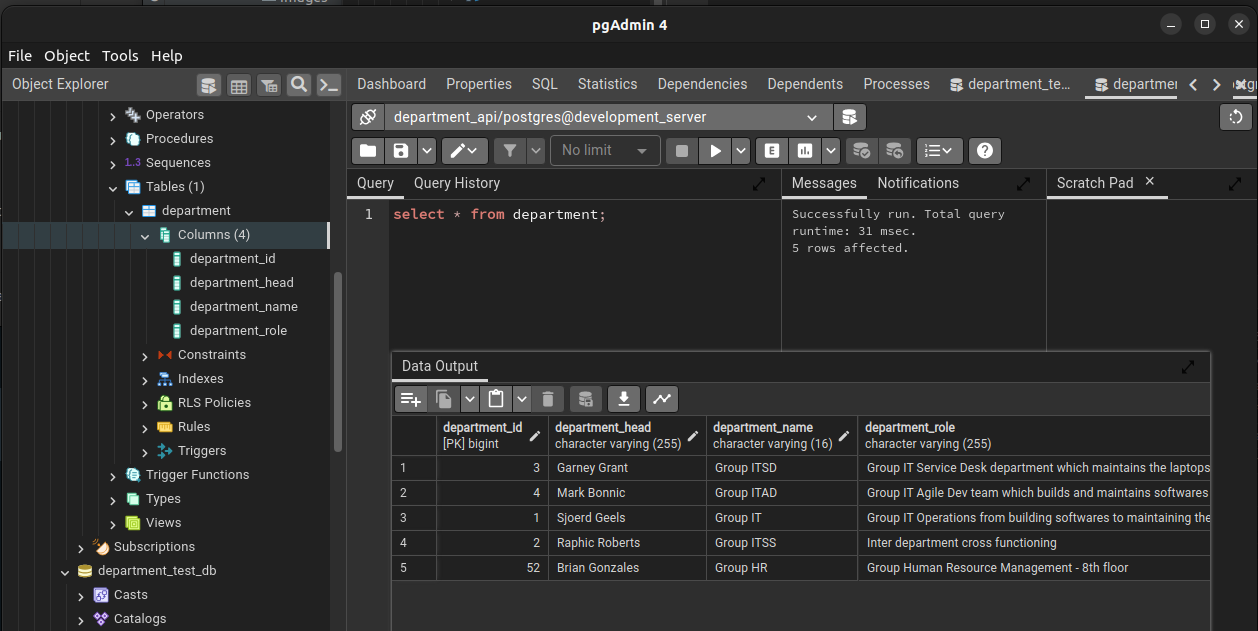 images
pgAdmin 4
File Object Tools Help
Object Explorer
Dashboard Properties SQL Statistics Dependencies Dependents Processes department_te... departmen
Operators
Procedures
1..3 Sequences
Tables (1)
department
Columns (4)
department_id
department_head
department_name
department_role
Constraints
Indexes
RLS Policies
Rules
Triggers
Trigger Functions
Types
Views
Subscriptions
department_test_db
Casts
Catalogs
department_api/postgres@development_server
No limit
E
Query Query History
1 select * from department;
Messages Notifications
Successfully run. Total query
runtime: 31 msec.
5 rows affected.
Scratch Pad
Data Output
department_id department_head department_name department_role
[PK] bigint character varying (255) character varying (16) character varying (255)
1 3 Garney Grant Group ITSD Group IT Service Desk department which maintains the laptops
2 4 Mark Bonnic Group ITAD Group IT Agile Dev team which builds and maintains softwares
3 1 Sjoerd Geels Group IT Group IT Operations from building softwares to maintaining the
4 2 Raphic Roberts Group ITSS Inter department cross functioning
5 52 Brian Gonzales Group HR Group Human Resource Management - 8th floor